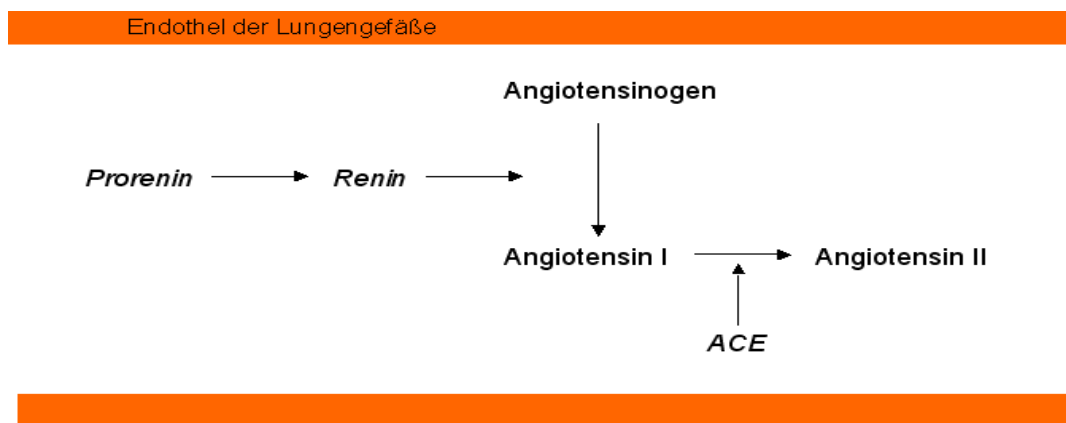 Endothel der Lungengefäße
Angiotensinogen
Prorenin
Renin
Angiotensin I
Angiotensin II
ACE